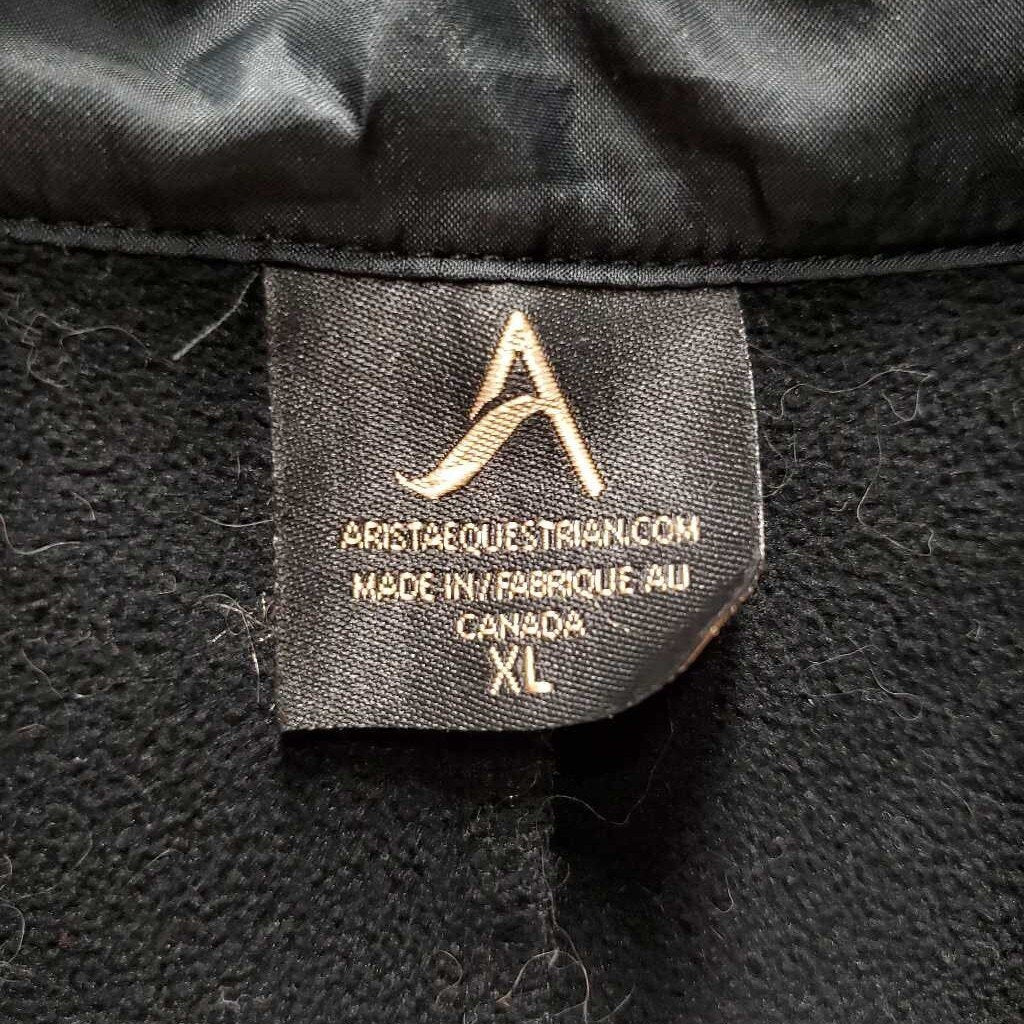 A
ARISTAEQUESTRIAN.COM
MADE IN / FABRIQUE AU
CANADA
XL